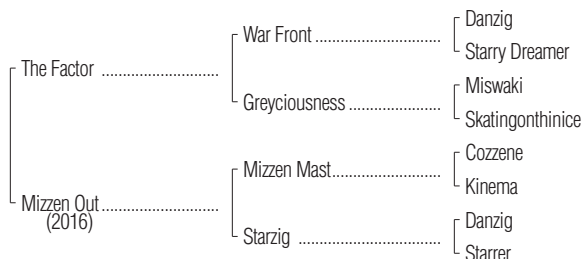 Danzig
War Front
Starry Dreamer
The Factor
Miswaki
Greyciousness
Skatingonthinice
Cozzene
Mizzen Mast
Kinema
Mizzen Out
(2016)
Danzig
Starzig
Starrer